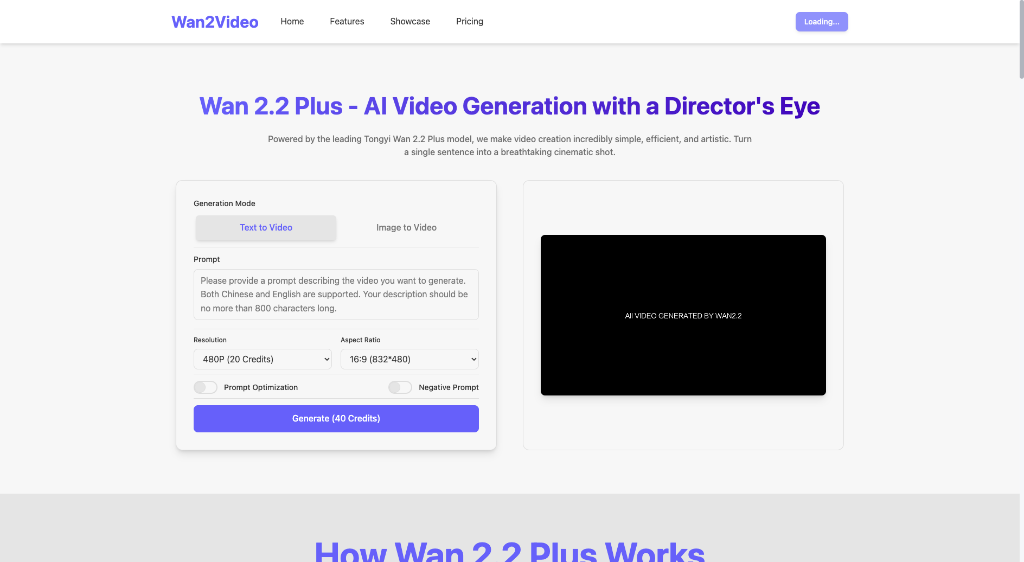 Wan2Video
Home
Features
Showcase
Pricing
Loading...
Wan 2.2 Plus - AI Video Generation with a Director's Eye
Powered by the leading Tongyi Wan 2.2 Plus model, we make video creation incredibly simple, efficient, and artistic. Turn
a single sentence into a breathtaking cinematic shot.
Generation Mode
Text to Video
Image to Video
Prompt
Please provide a prompt describing the video you want to generate.
Both Chinese and English are supported. Your description should be
no more than 800 characters long.
Resolution
Aspect Ratio
480P (20 Credits)
16:9 (832*480)
Prompt Optimization
Negative Prompt
Generate (40 Credits)
All VIDEO GENERATED BY WAN2.2
How Wan 2.2 Plus Works